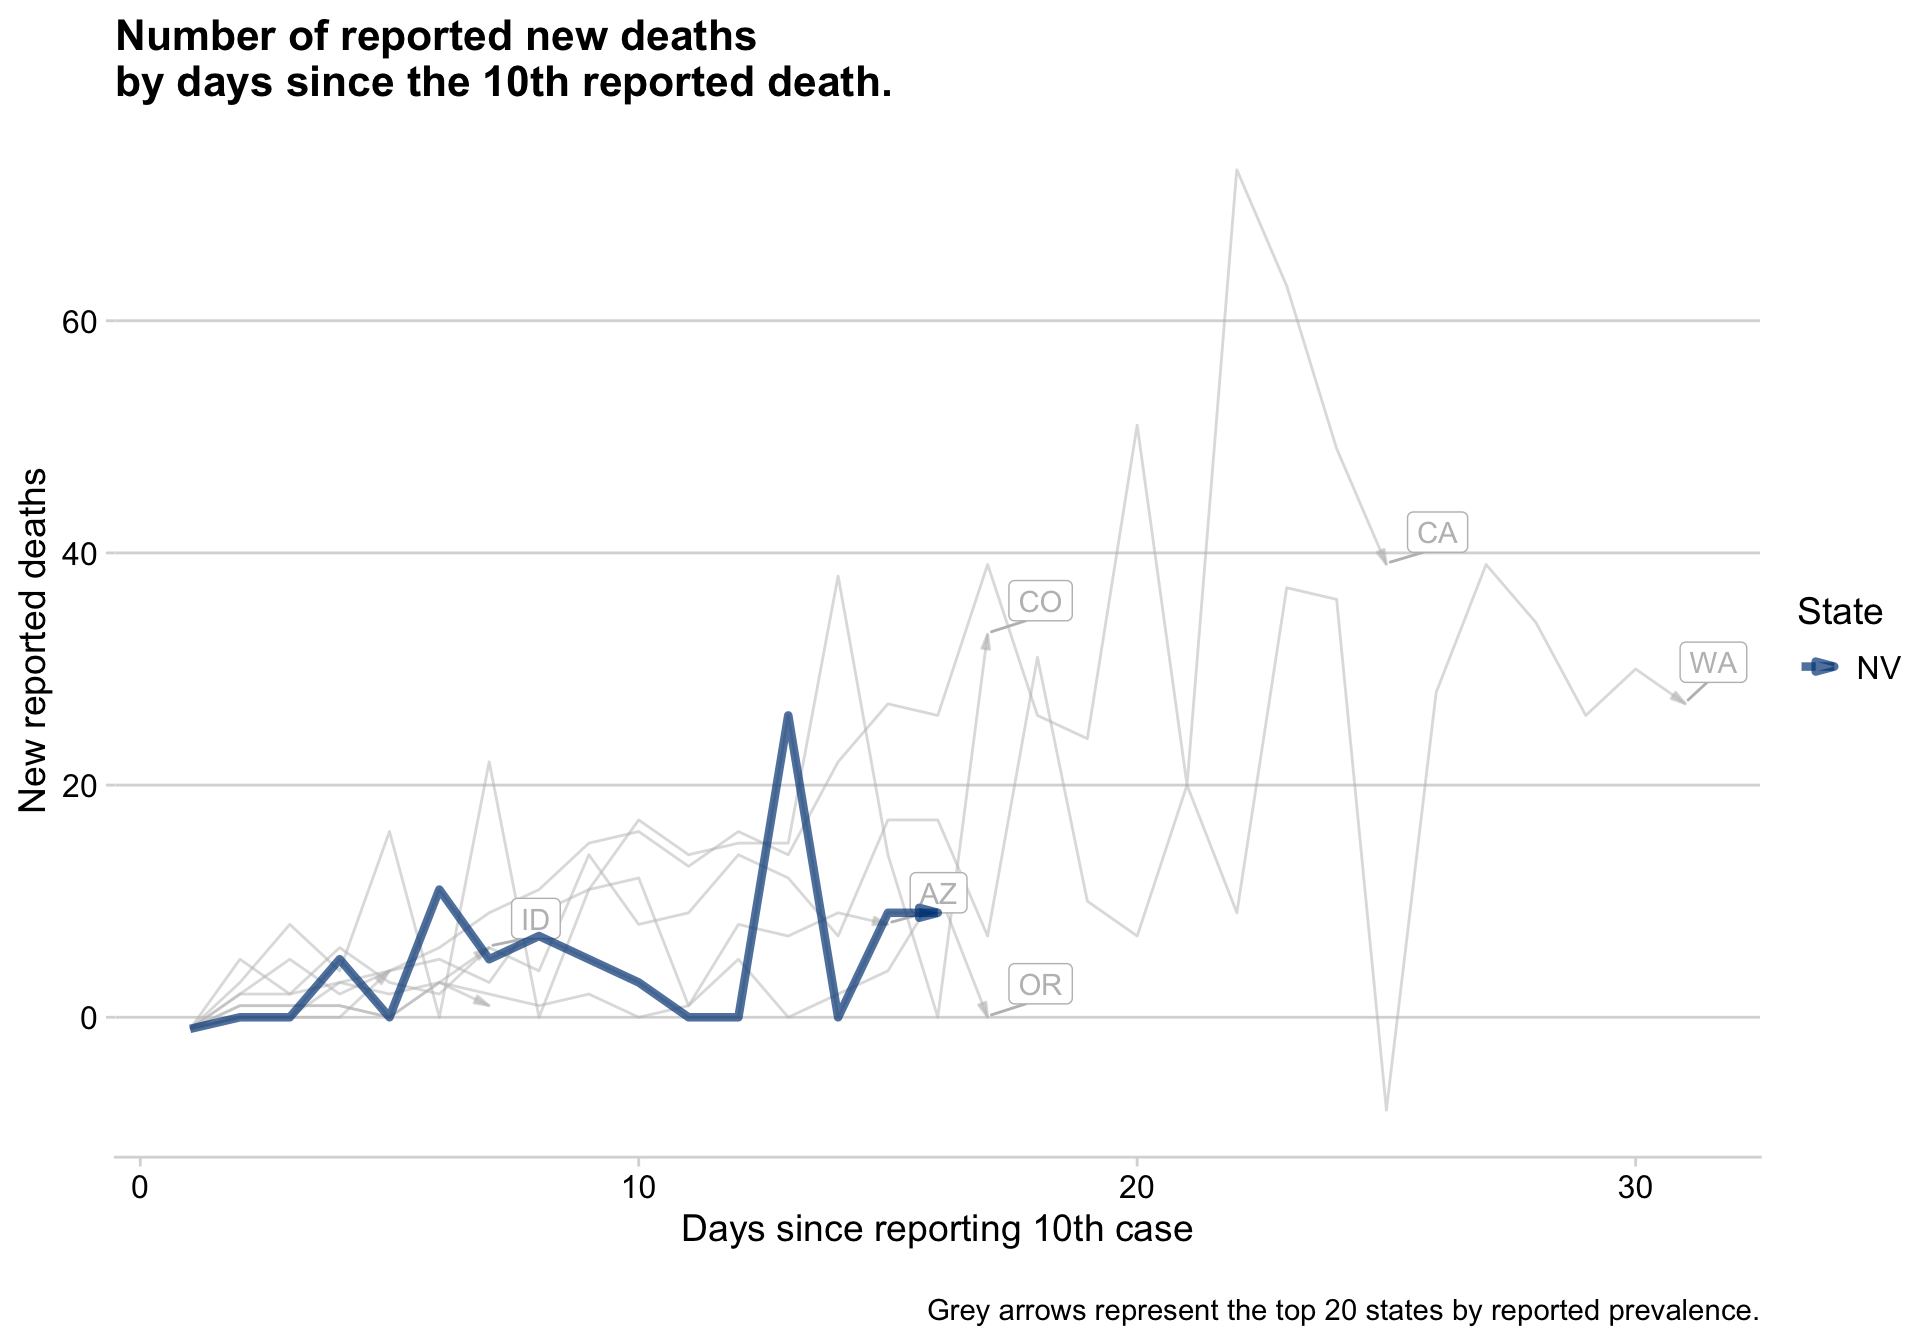 Number of reported new deaths
by days since the 10th reported death.
New reported deaths
60
40
20
0
CA
CO
WA
AZ
ID
OR
State
NV
0 10 20 30
Days since reporting 10th case
Grey arrows represent the top 20 states by reported prevalence.